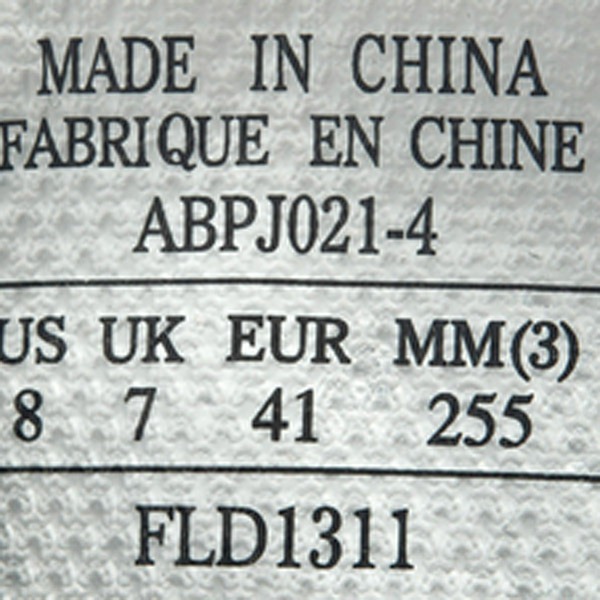 MADE IN CHINA
FABRIQUE EN CHINE
ABPJ021-4
US UK EUR MM(3)
8 7 41 255
FLD1311